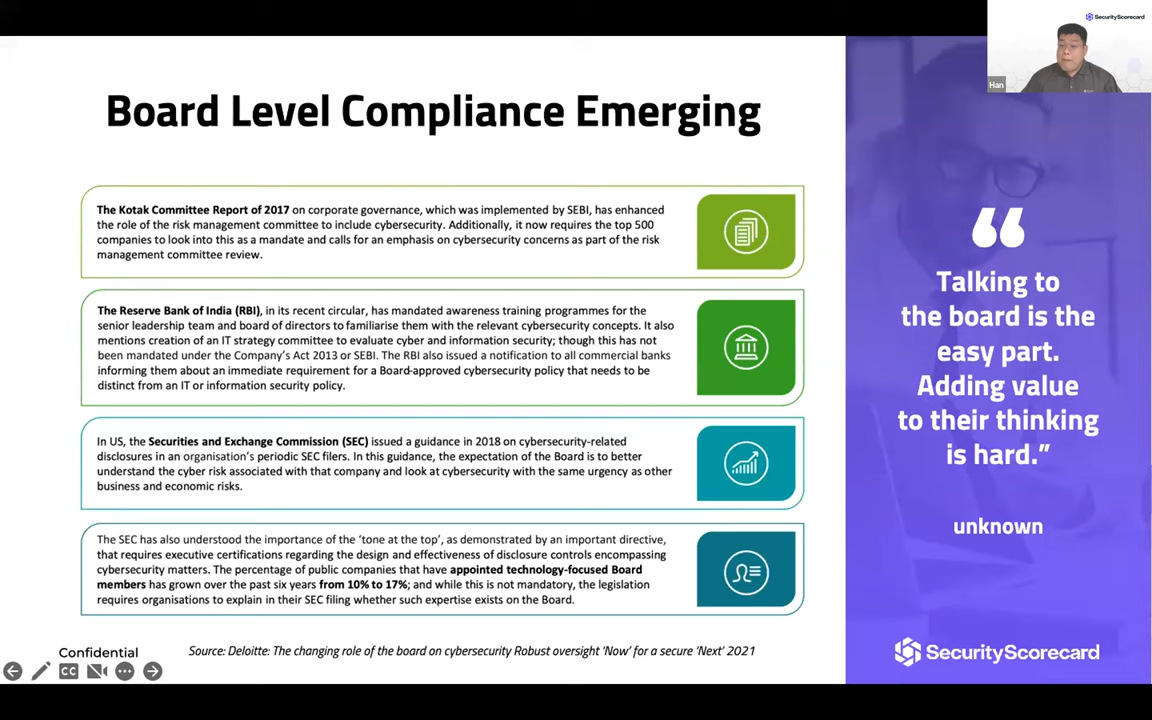 SecurityScorecard
Han
Board Level Compliance Emerging
The Kotak Committee Report of 2017 on corporate governance, which was implemented by SEBI, has enhanced
the role of the risk management committee to include cybersecurity. Additionally, it now requires the top 500
companies to look into this as a mandate and calls for an emphasis on cybersecurity concerns as part of the risk
management committee review.
The Reserve Bank of India (RBI), in its recent circular, has mandated awareness training programmes for the
senior leadership team and board of directors to familiarise them with the relevant cybersecurity concepts. It also
mentions creation of an IT strategy committee to evaluate cyber and information security; though this has not
been mandated under the Company's Act 2013 or SEBI. The RBI also issued a notification to all commercial banks
informing them about an immediate requirement for a Board-approved cybersecurity policy that needs to be
distinct from an IT or information security policy.
In US, the Securities and Exchange Commission (SEC) issued a guidance in 2018 on cybersecurity-related
disclosures in an organisation's periodic SEC filers. In this guidance, the expectation of the Board is to better
understand the cyber risk associated with that company and look at cybersecurity with the same urgency as other
business and economic risks.
The SEC has also understood the importance of the 'tone at the top', as demonstrated by an important directive,
that requires executive certifications regarding the design and effectiveness of disclosure controls encompassing
cybersecurity matters. The percentage of public companies that have appointed technology-focused Board
members has grown over the past six years from 10% to 17%; and while this is not mandatory, the legislation
requires organisations to explain in their SEC filing whether such expertise exists on the Board.
“
Talking to
the board is the
easy part.
Adding value
to their thinking
is hard.”
unknown
Confidential
CC
Source: Deloitte: The changing role of the board on cybersecurity Robust oversight 'Now' for a secure 'Next' 2021
SecurityScorecard